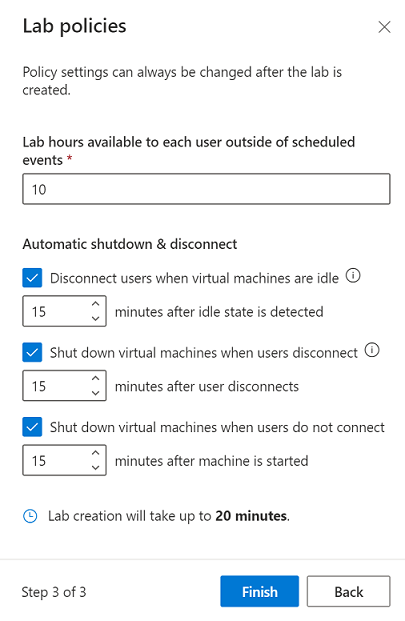 Lab policies
Policy settings can always be changed after the lab is
created.
Lab hours available to each user outside of scheduled
events *
10
Automatic shutdown & disconnect
Disconnect users when virtual machines are idle
15 minutes after idle state is detected
Shut down virtual machines when users disconnect
15 minutes after user disconnects
Shut down virtual machines when users do not connect
15 minutes after machine is started
Lab creation will take up to 20 minutes.
Step 3 of 3 Finish Back